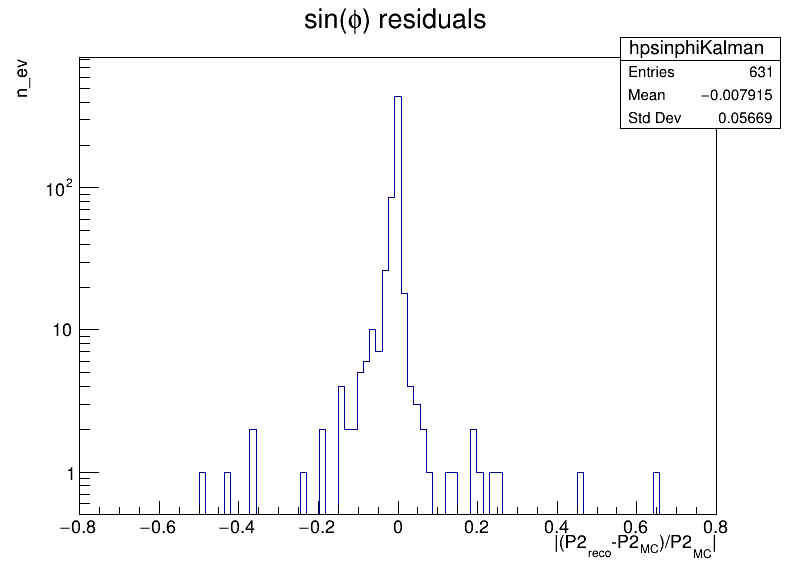 sin(ϕ) residuals
hpsinphiKalman
Entries 631
Mean −0.007915
Std Dev 0.05669
n_ev
10²
10
1
−0.8 −0.6 −0.4 −0.2 0 0.2 0.4 0.6 0.8
|(P2reco-P2MC)/P2MC|